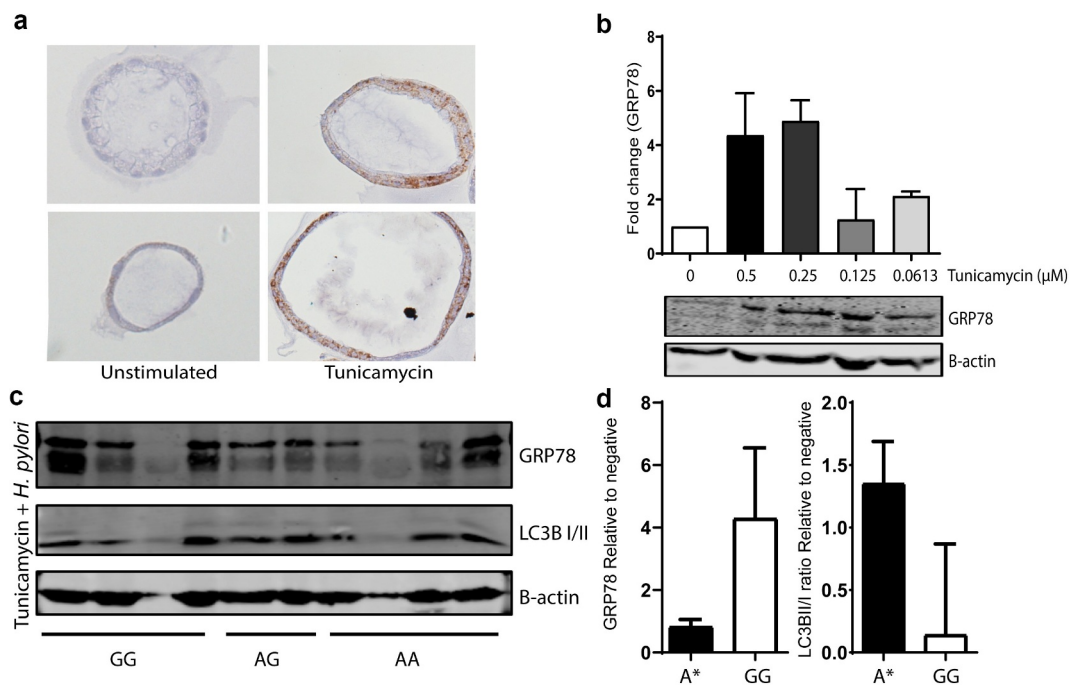 a
Unstimulated
Tunicamycin
b
Fold change (GRP78)
8
6
4
2
0
0 0.5 0.25 0.125 0.0613 Tunicamycin (µM)
GRP78
B-actin
c
Tunicamycin + H. pylori
GRP78
LC3B I/II
B-actin
GG AG AA
d
GRP78 Relative to negative
8
6
4
2
0
A* GG
LC3BII/I ratio Relative to negative
2.0
1.5
1.0
0.5
0.0
A* GG